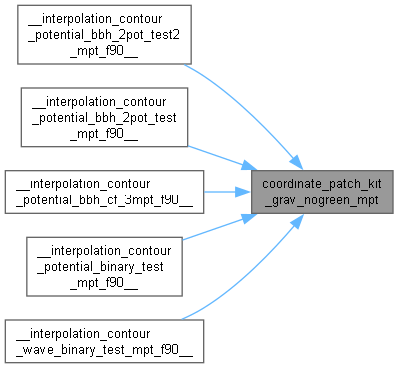 __interpolation_contour
_potential_bbh_2pot_test2
_mpt_f90__
__interpolation_contour
_potential_bbh_2pot_test
_mpt_f90__
__interpolation_contour
_potential_bbh_cf_3mpt_f90__
__interpolation_contour
_potential_binary_test
_mpt_f90__
__interpolation_contour
_wave_binary_test_mpt_f90__
coordinate_patch_kit
_grav_nogreen_mpt